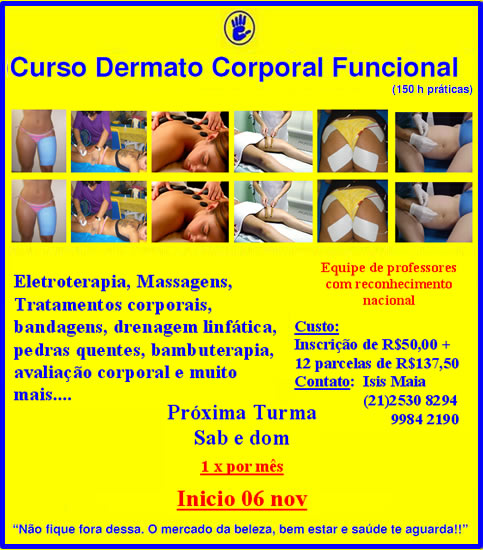 Curso Dermato Corporal Funcional
(150 h práticas)
Eletroterapia, Massagens,
Tratamentos corporais,
bandagens, drenagem linfática,
pedras quentes, bambuterapia,
avaliação corporal e muito
mais....
Equipe de professores
com reconhecimento
nacional
Custo:
Inscrição de R$50,00 +
12 parcelas de R$137,50
Contato: Isis Maia
(21)2530 8294
9984 2190
Próxima Turma
Sab e dom
1 x por mês
Inicio 06 nov
“Não fique fora dessa. O mercado da beleza, bem estar e saúde te aguarda!!”